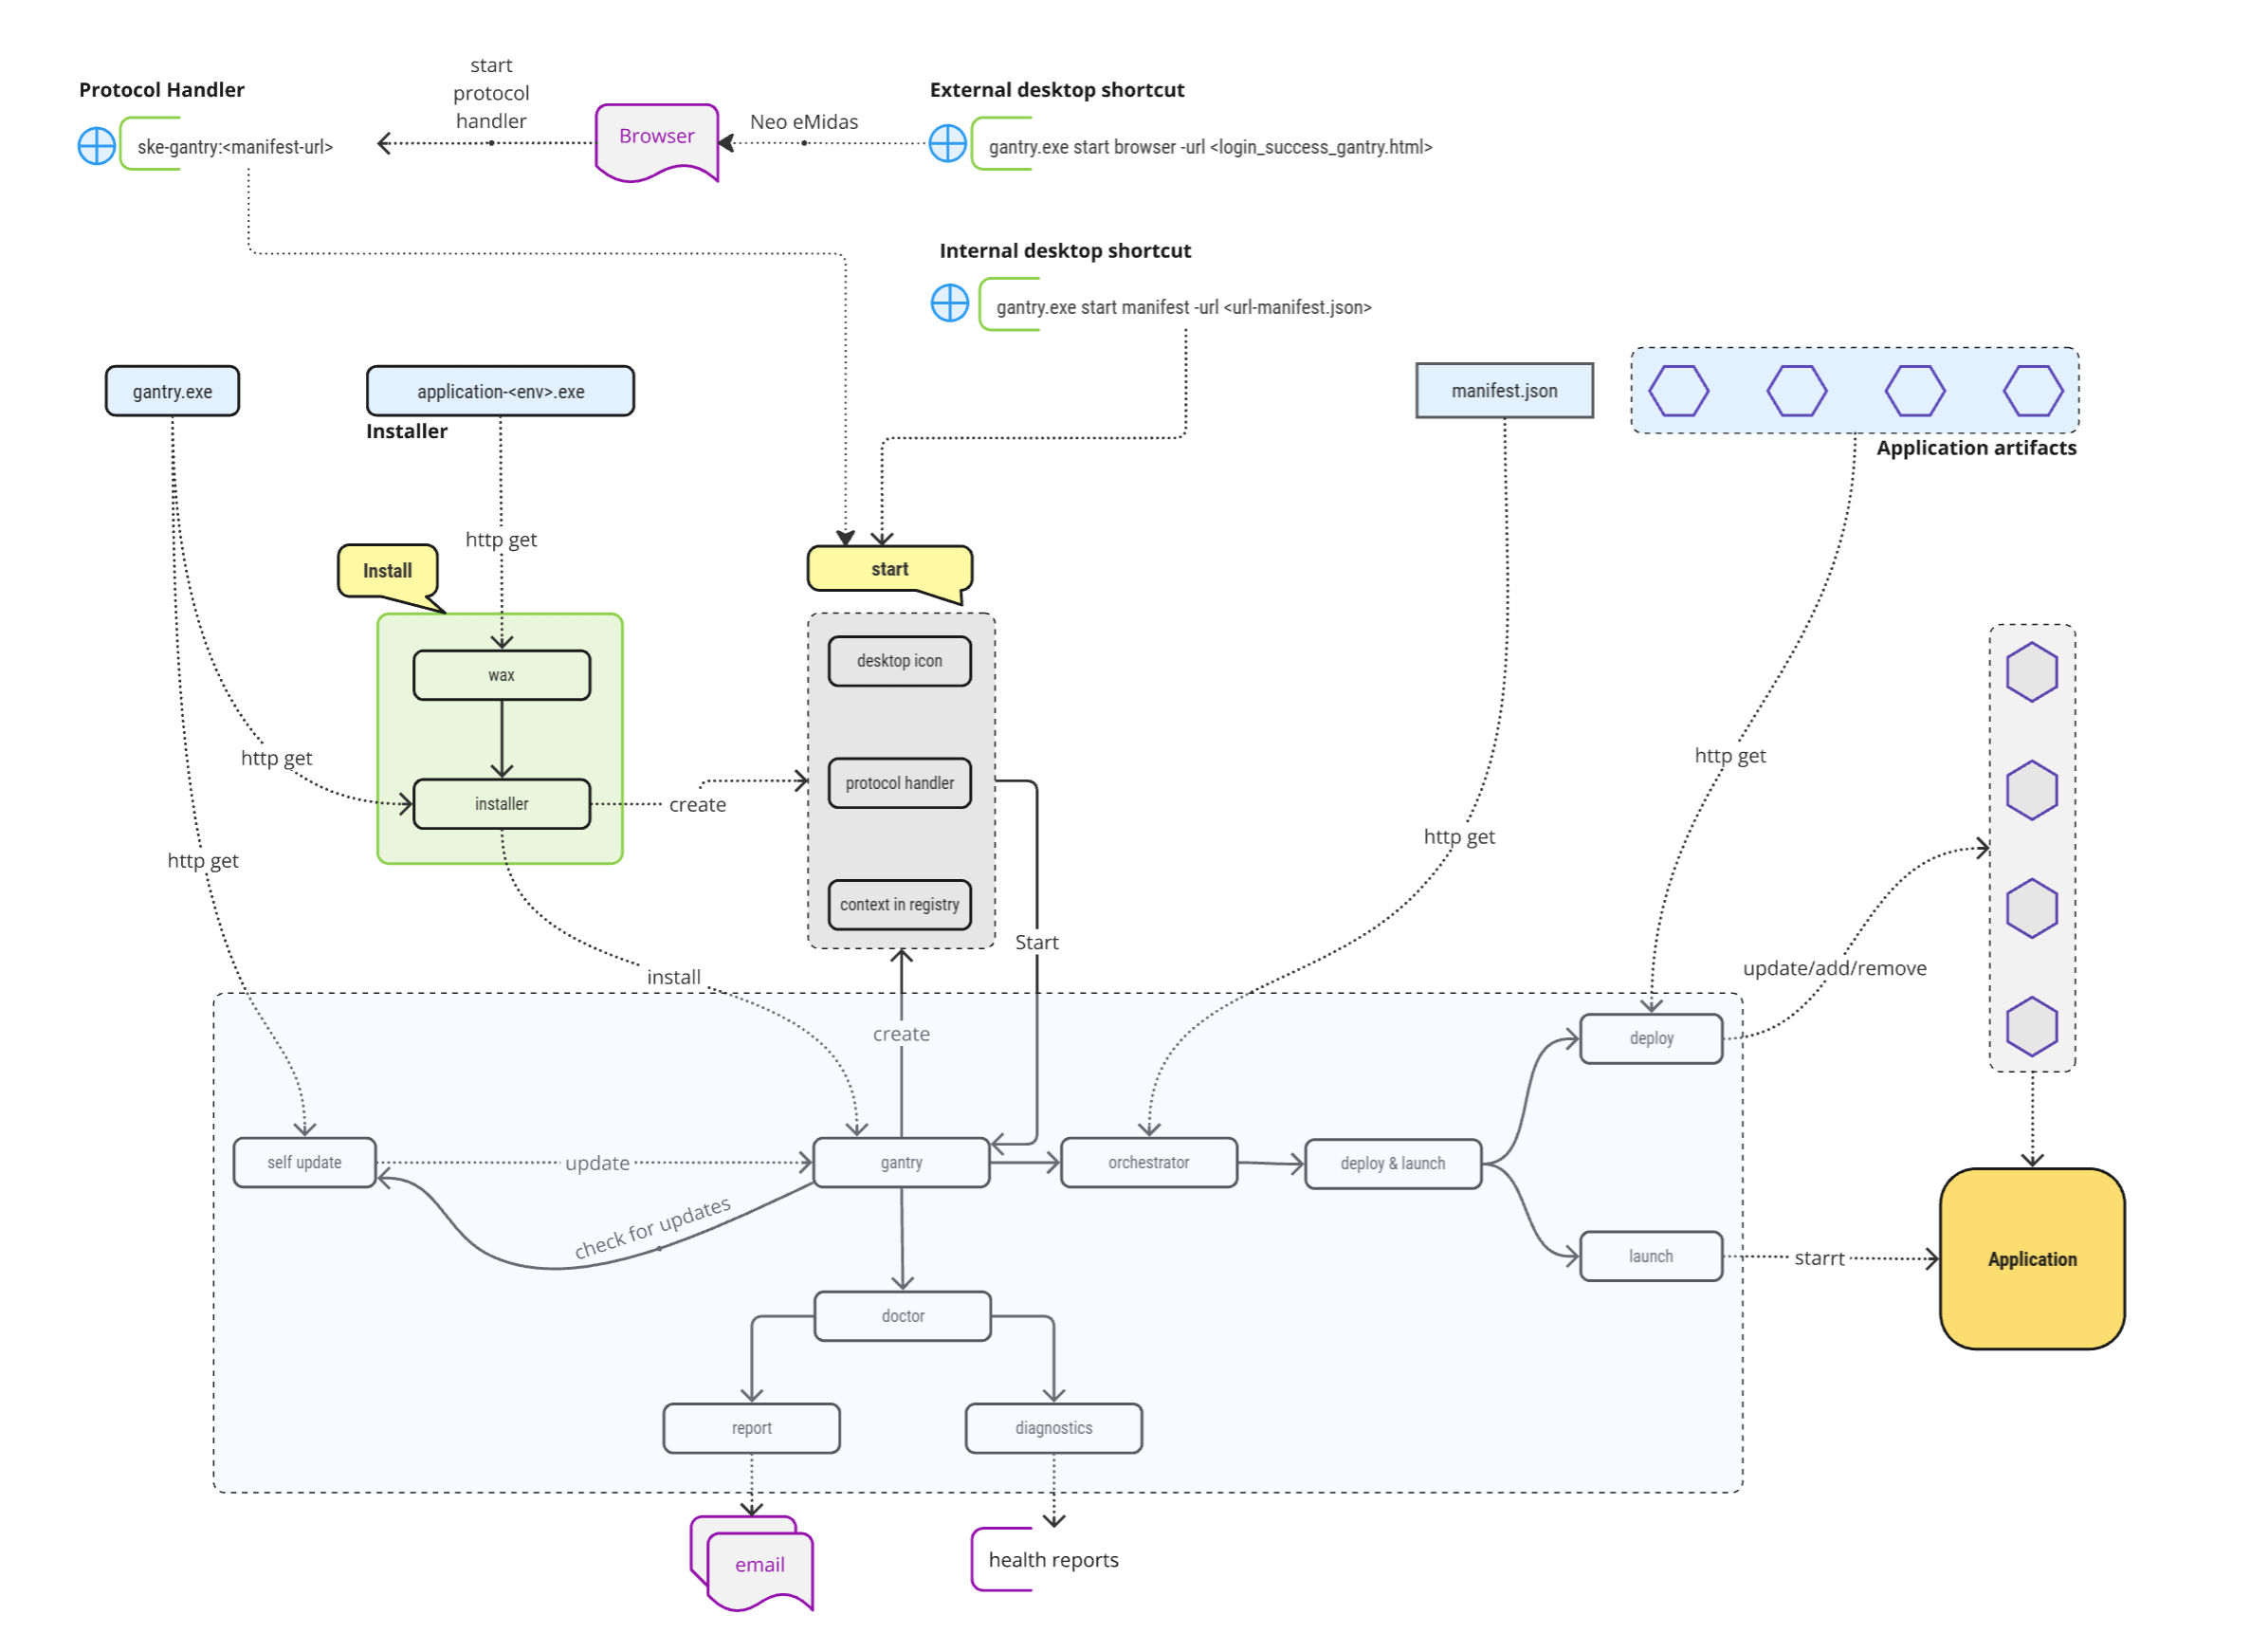 start
protocol
handler
Protocol Handler
External desktop shortcut
Browser
Neo eMidas
ske-gantry:<manifest-url>
gantry.exe start browser -url <login_success_gantry.html>
Internal desktop shortcut
gantry.exe start manifest -url <url-manifest.json>
gantry.exe
application-<env>.exe
manifest.json
Installer
Application artifacts
http get
Install
start
desktop icon
wax
http get
http get
protocol handler
installer
create
http get
http get
context in registry
Start
update/add/remove
install
create
deploy
self update
update
gantry
orchestrator
deploy & launch
check for updates
launch
starrt
Application
doctor
report
diagnostics
email
health reports